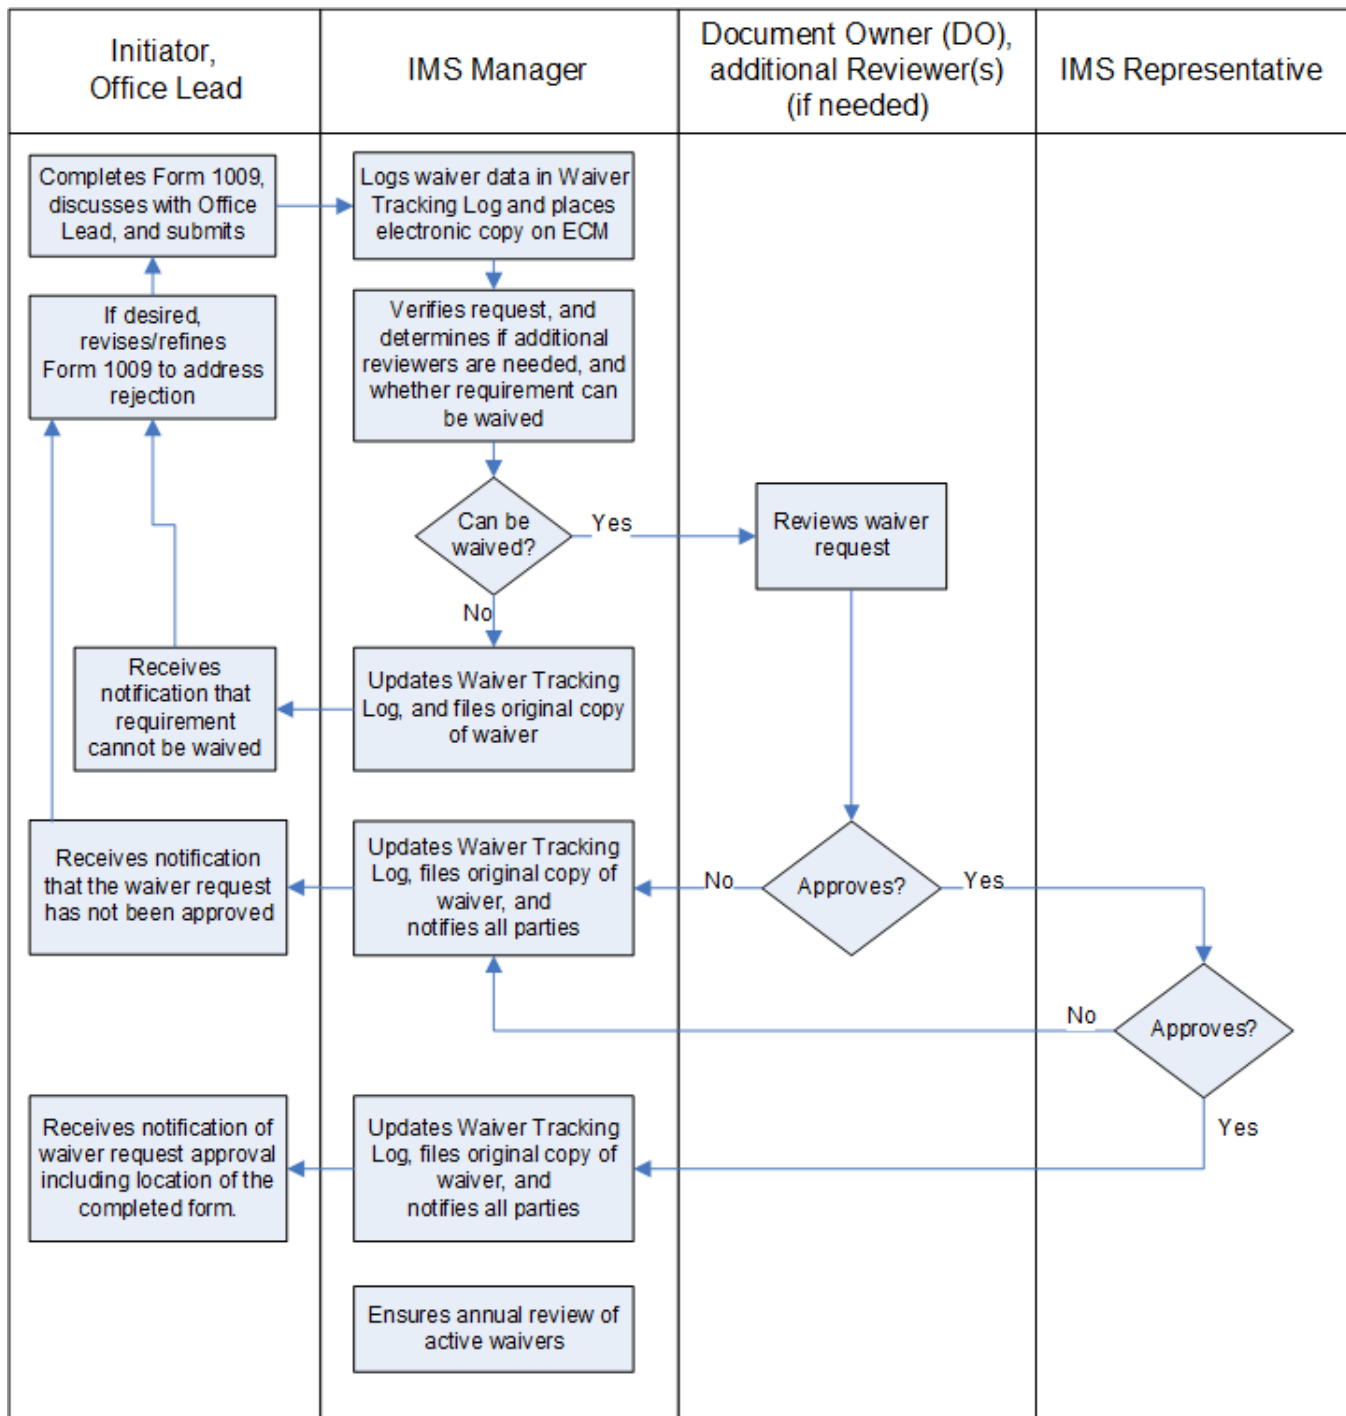 Initiator,
Office Lead
IMS Manager
Document Owner (DO),
additional Reviewer(s)
(if needed)
IMS Representative
Completes Form 1009,
discusses with Office
Lead, and submits
Logs waiver data in Waiver
Tracking Log and places
electronic copy on ECM
If desired,
revises/refines
Form 1009 to address
rejection
Verifies request, and
determines if additional
reviewers are needed, and
whether requirement can
be waived
Can be
waived?
Yes
No
Reviews waiver
request
Receives
notification that
requirement
cannot be waived
Updates Waiver Tracking
Log, and files original copy
of waiver
Receives notification
that the waiver request
has not been approved
Updates Waiver Tracking
Log, files original copy of
waiver, and
notifies all parties
No
Approves?
Yes
No
Approves?
Yes
Receives notification of
waiver request approval
including location of the
completed form.
Updates Waiver Tracking
Log, files original copy of
waiver, and
notifies all parties
Ensures annual review of
active waivers